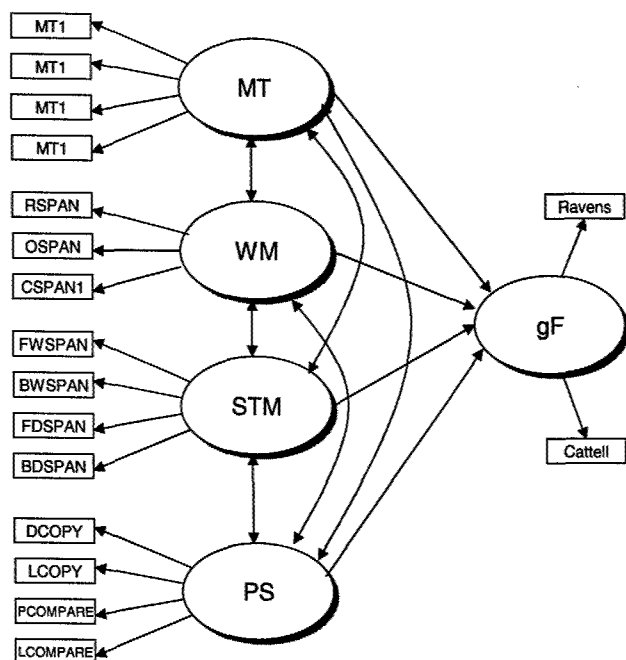 MT1
MT1
MT1
MT1
MT
RSPAN
OSPAN
CSPAN1
WM
FWSPAN
BWSPAN
FDSPAN
BDSPAN
STM
DCOPY
LCOPY
PCOMPARE
LCOMPARE
PS
Ravens
gF
Cattell